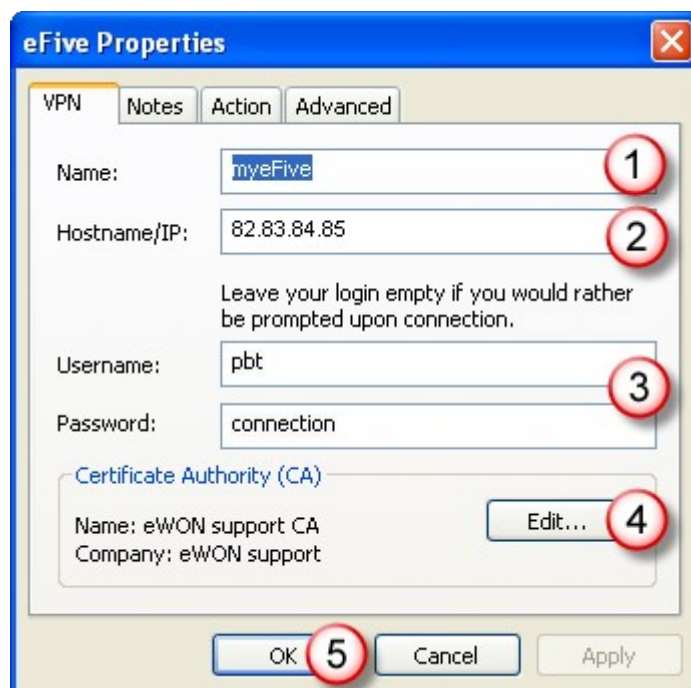 eFive Properties
VPN Notes Action Advanced
Name: myeFive 1
Hostname/IP: 82.83.84.85 2
Leave your login empty if you would rather
be prompted upon connection.
Username: pbt
3
Password: connection
Certificate Authority (CA)
Name: eWON support CA
Company: eWON support
Edit... 4
OK 5 Cancel Apply